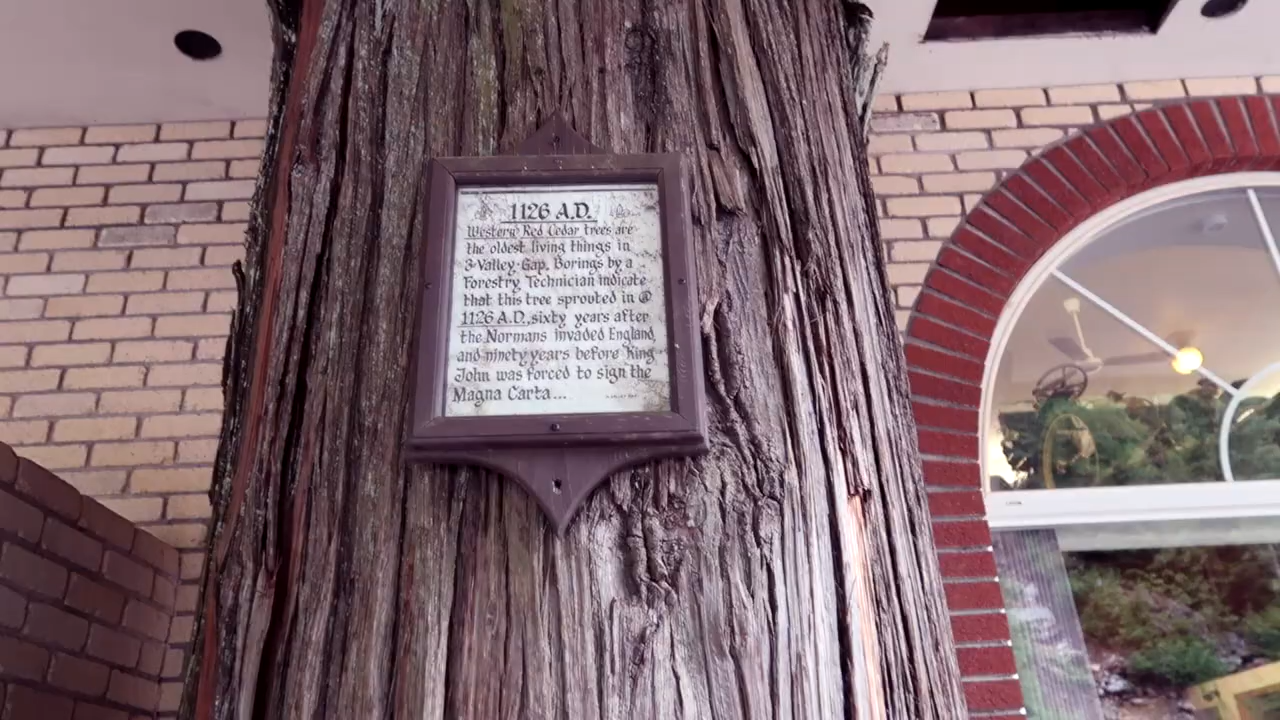 1126 A.D.
Western Red Cedar trees are
the oldest living things in
3-Valley-Gap. Borings by a
Forestry Technician indicate
that this tree sprouted in @
1126 A.D., sixty years after
the Normans invaded England,
and ninety years before King
John was forced to sign the
Magna Carta...